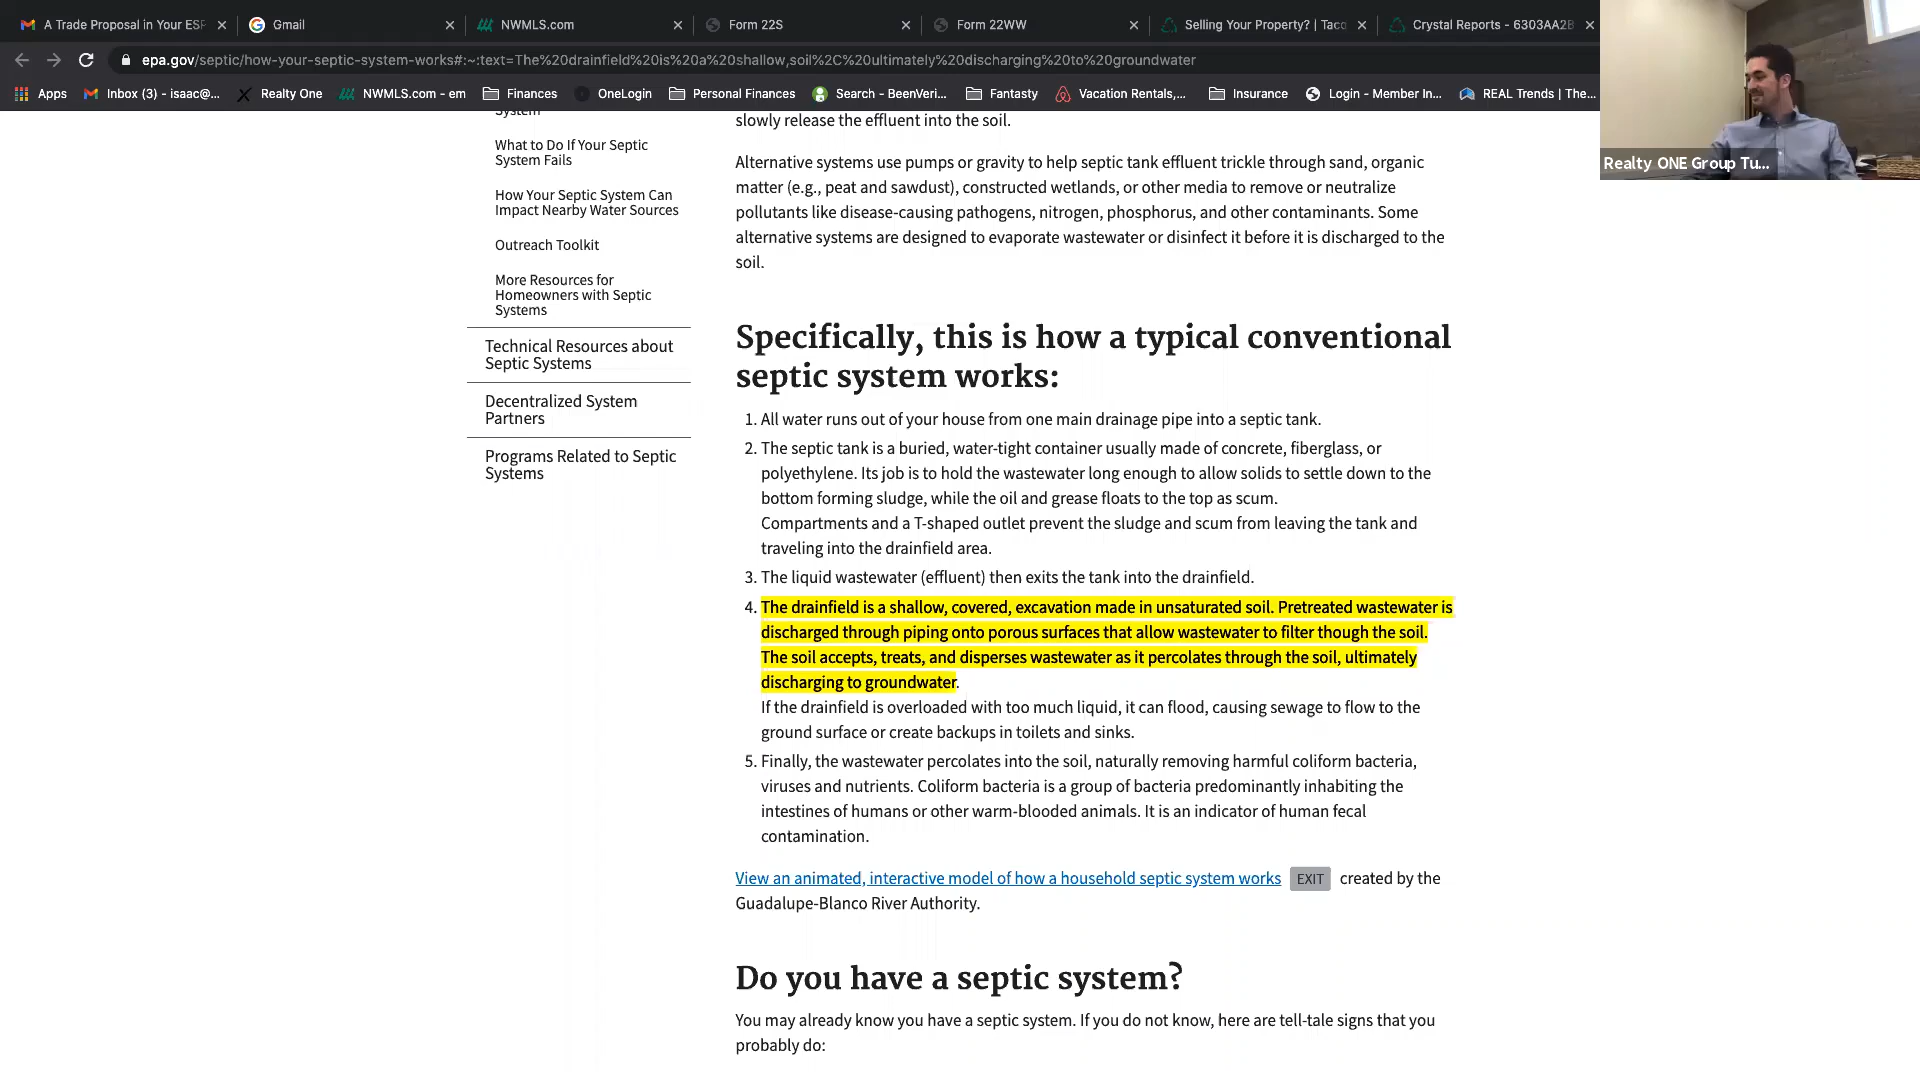 A Trade Proposal in Your ESP
Gmail
NWMLS.com
Form 22S
Form 22WW
Selling Your Property? | Taco
Crystal Reports - 6303AA2B
epa.gov/septic/how-your-septic-system-works#:~:text=The%20drainfield%20is%20a%20shallow,soil%2C%20ultimately%20discharging%20to%20groundwater
Apps
Inbox (3) - isaac@...
Realty One
NWMLS.com - em
Finances
OneLogin
Personal Finances
Search - BeenVeri...
Fantasty
Vacation Rentals,...
Insurance
Login - Member In...
REAL Trends | The...
Realty ONE Group Tu...
System
What to Do If Your Septic
System Fails
How Your Septic System Can
Impact Nearby Water Sources
Outreach Toolkit
More Resources for
Homeowners with Septic
Systems
Technical Resources about
Septic Systems
Decentralized System
Partners
Programs Related to Septic
Systems
slowly release the effluent into the soil.
Alternative systems use pumps or gravity to help septic tank effluent trickle through sand, organic
matter (e.g., peat and sawdust), constructed wetlands, or other media to remove or neutralize
pollutants like disease-causing pathogens, nitrogen, phosphorus, and other contaminants. Some
alternative systems are designed to evaporate wastewater or disinfect it before it is discharged to the
soil.
Specifically, this is how a typical conventional
septic system works:
1. All water runs out of your house from one main drainage pipe into a septic tank.
2. The septic tank is a buried, water-tight container usually made of concrete, fiberglass, or
polyethylene. Its job is to hold the wastewater long enough to allow solids to settle down to the
bottom forming sludge, while the oil and grease floats to the top as scum.
Compartments and a T-shaped outlet prevent the sludge and scum from leaving the tank and
traveling into the drainfield area.
3. The liquid wastewater (effluent) then exits the tank into the drainfield.
4. The drainfield is a shallow, covered, excavation made in unsaturated soil. Pretreated wastewater is
discharged through piping onto porous surfaces that allow wastewater to filter though the soil.
The soil accepts, treats, and disperses wastewater as it percolates through the soil, ultimately
discharging to groundwater.
If the drainfield is overloaded with too much liquid, it can flood, causing sewage to flow to the
ground surface or create backups in toilets and sinks.
5. Finally, the wastewater percolates into the soil, naturally removing harmful coliform bacteria,
viruses and nutrients. Coliform bacteria is a group of bacteria predominantly inhabiting the
intestines of humans or other warm-blooded animals. It is an indicator of human fecal
contamination.
View an animated, interactive model of how a household septic system works EXIT created by the
Guadalupe-Blanco River Authority.
Do you have a septic system?
You may already know you have a septic system. If you do not know, here are tell-tale signs that you
probably do: